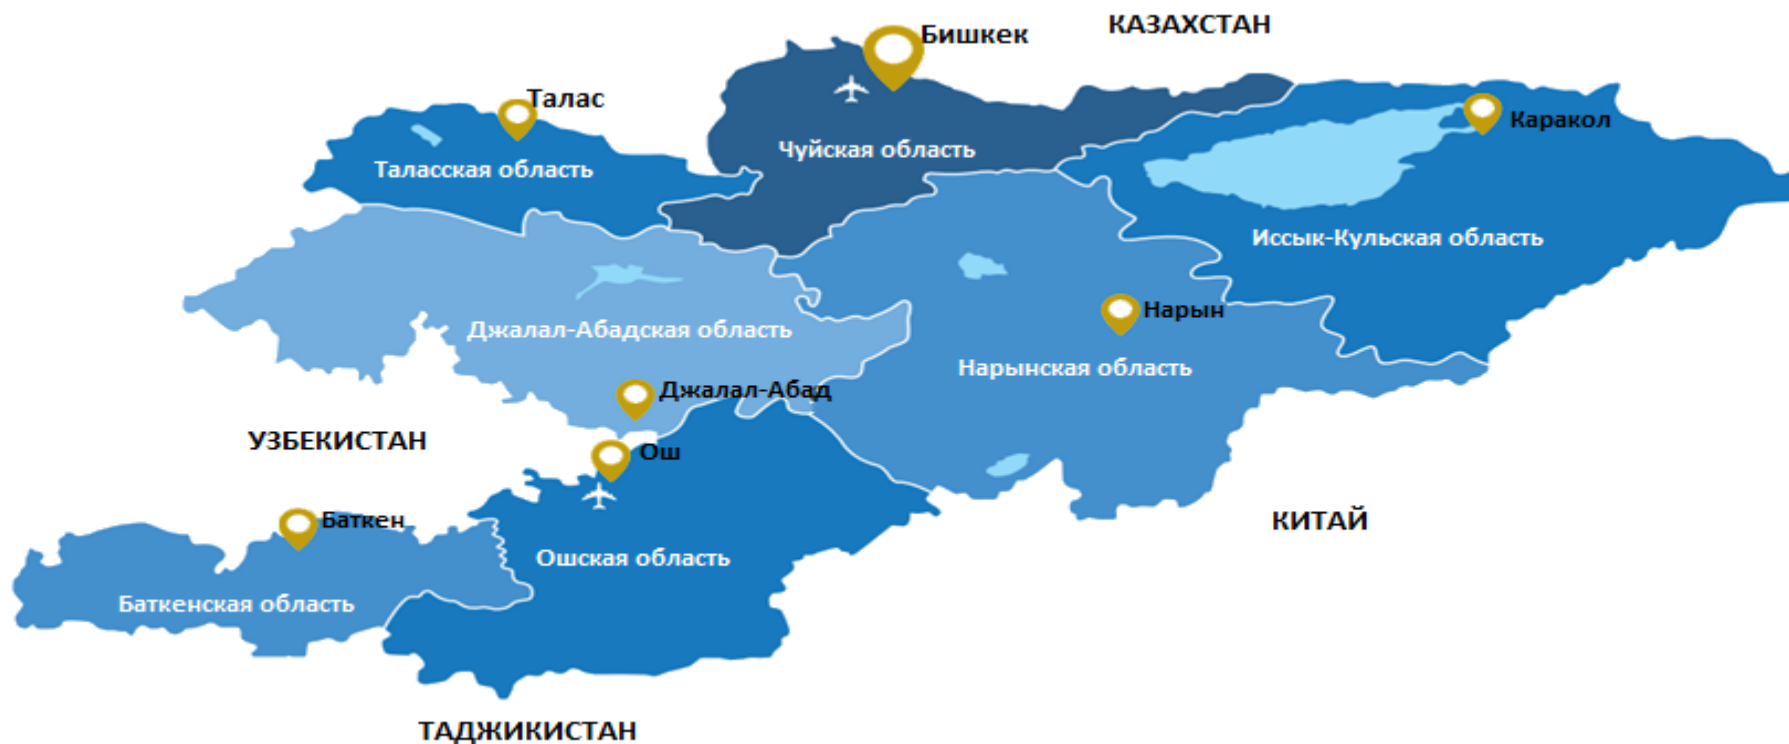 КАЗАХСТАН
Бишкек
Талас
Каракол
Чуйская область
Таласская область
Иссык-Кульская область
Нарын
Джалал-Абадская область
Нарынская область
Джалал-Абад
УЗБЕКИСТАН
Ош
Баткен
КИТАЙ
Ошская область
Баткенская область
ТАДЖИКИСТАН